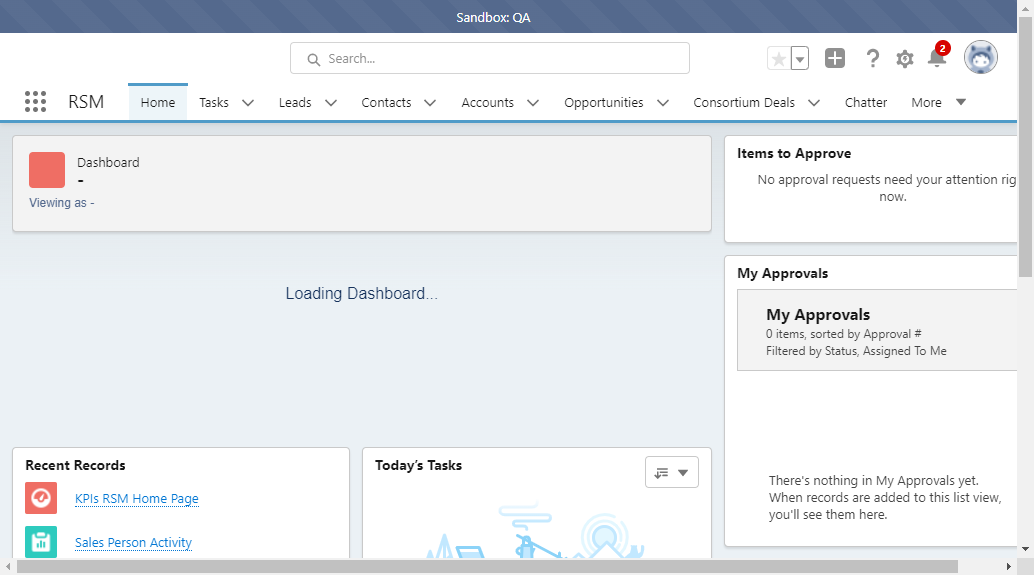 Sandbox: QA
Search...
2
RSM
Home
Tasks
Leads
Contacts
Accounts
Opportunities
Consortium Deals
Chatter
More
Dashboard
-
Viewing as -
Loading Dashboard...
Items to Approve
No approval requests need your attention rig
now.
My Approvals
My Approvals
0 items, sorted by Approval #
Filtered by Status, Assigned To Me
There's nothing in My Approvals yet.
When records are added to this list view,
you'll see them here.
Recent Records
KPIs RSM Home Page
Sales Person Activity
Today’s Tasks